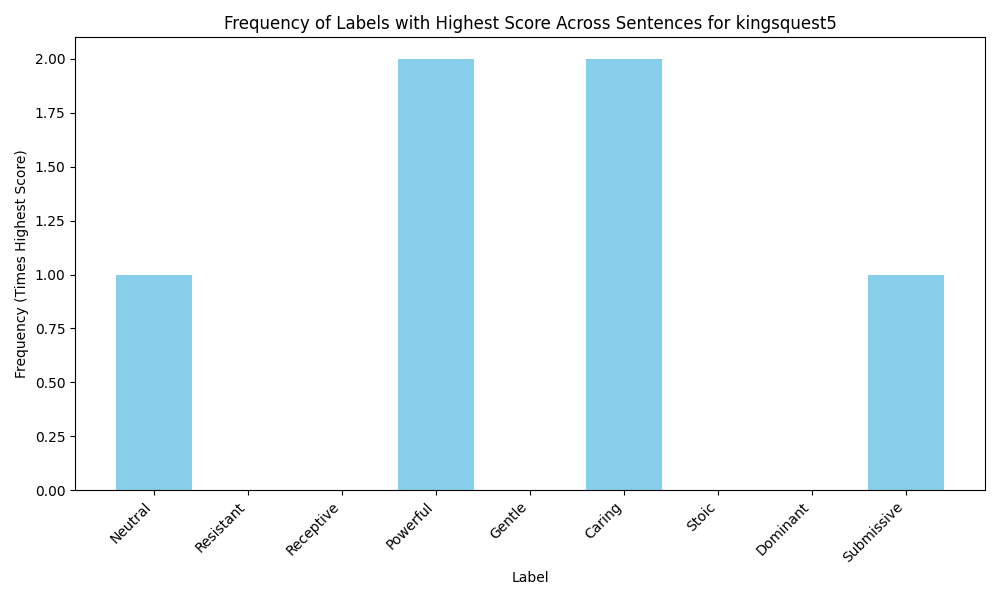 Frequency of Labels with Highest Score Across Sentences for kingsquest5
Frequency (Times Highest Score)
2.00
1.75
1.50
1.25
1.00
0.75
0.50
0.25
0.00
Neutral
Resistant
Receptive
Powerful
Gentle
Caring
Stoic
Dominant
Submissive
Label